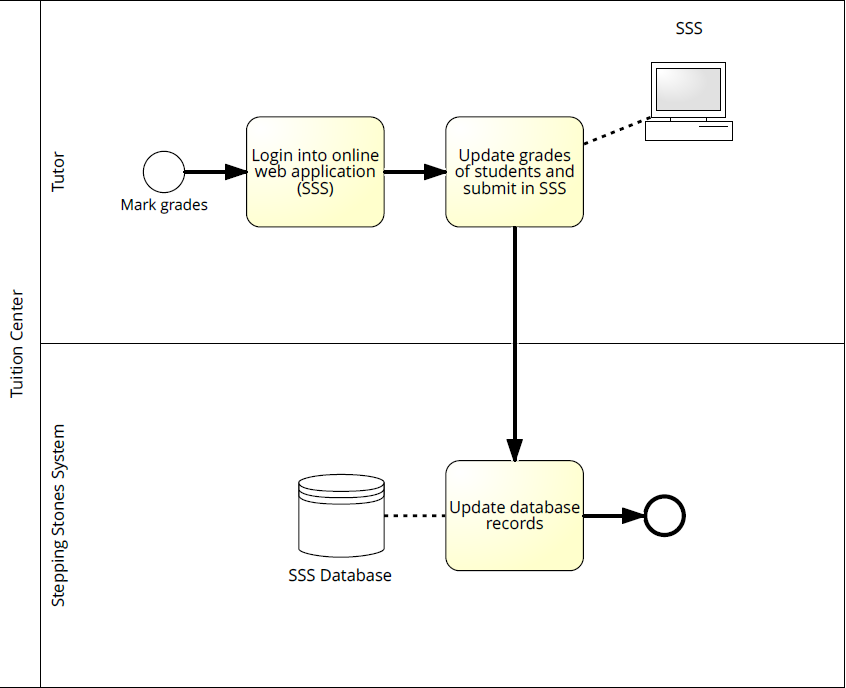 SSS
Tuition Center
Tutor
Mark grades
Login into online
web application
(SSS)
Update grades
of students and
submit in SSS
Stepping Stones System
SSS Database
Update database
records